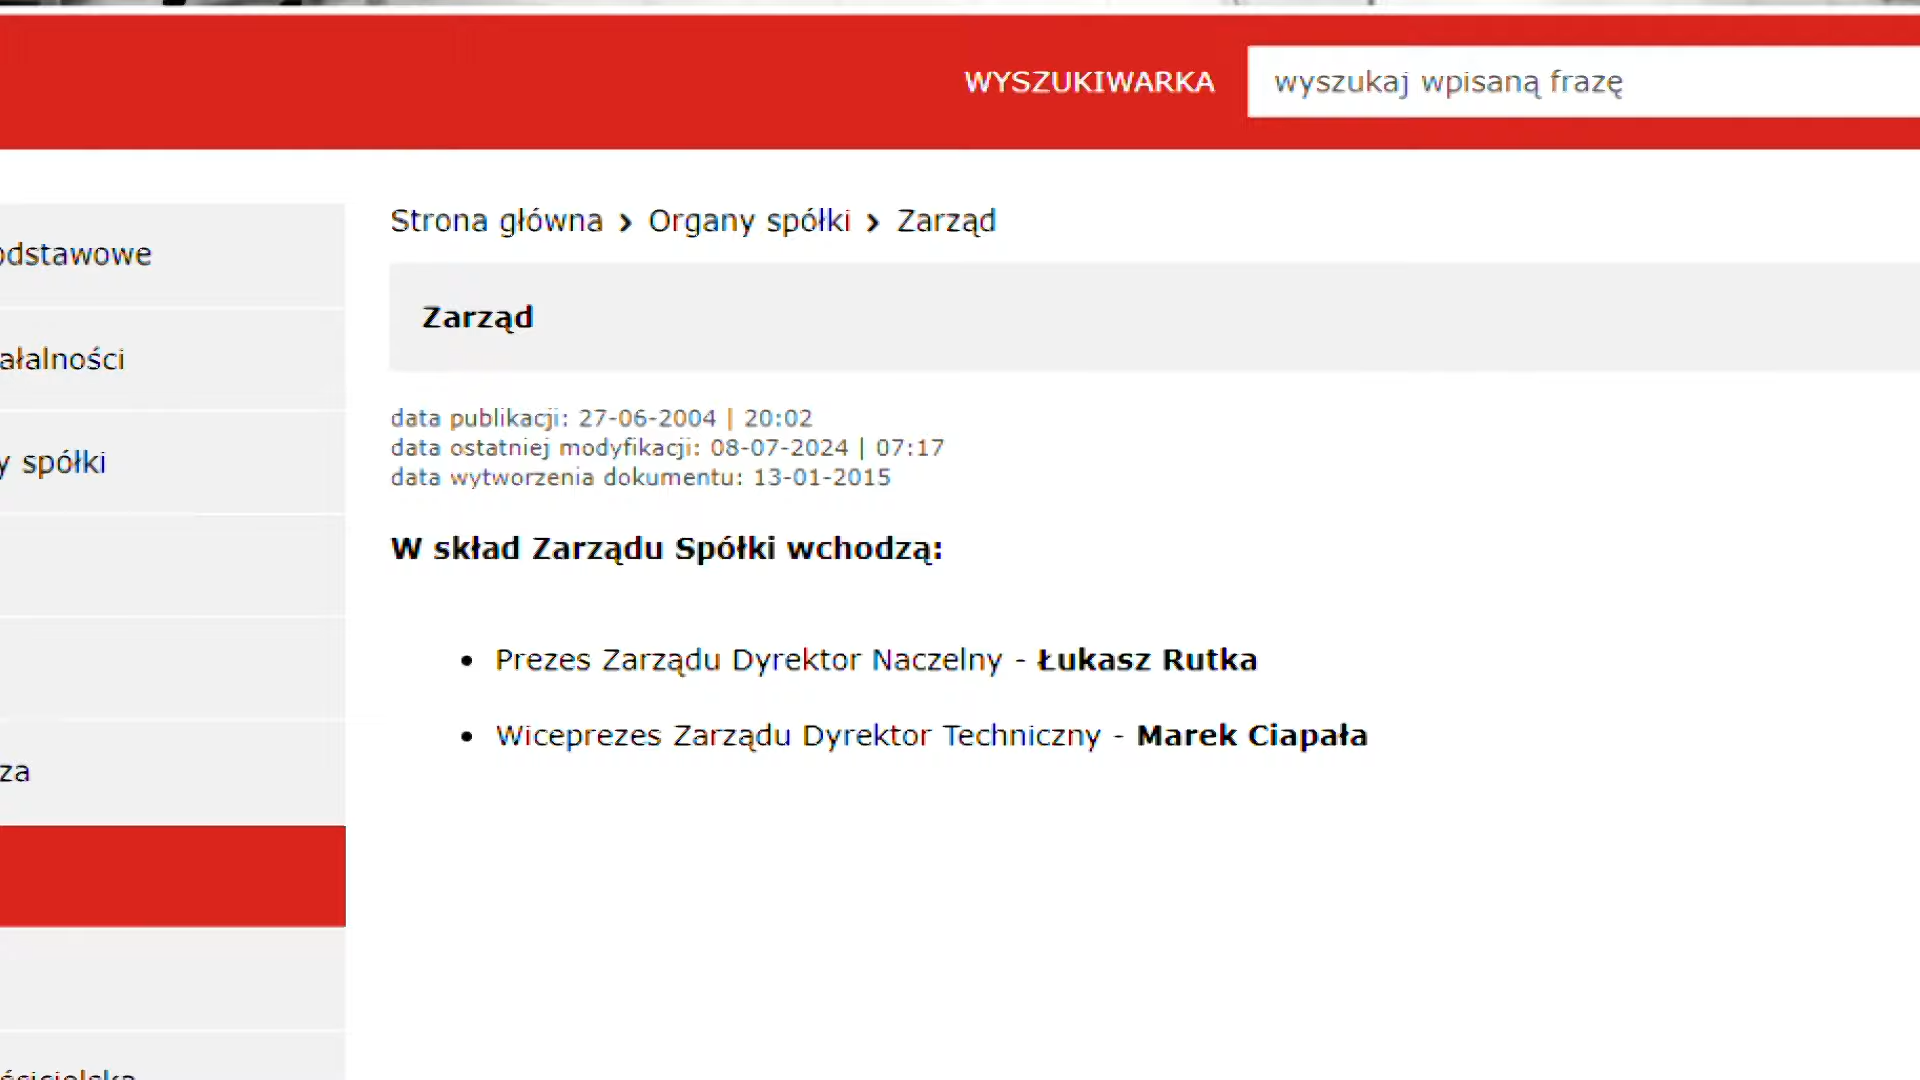 WYSZUKIWARKA
wyszukaj wpisaną frazę
Strona główna › Organy spółki › Zarząd
Zarząd
data publikacji: 27-06-2004 | 20:02
data ostatniej modyfikacji: 08-07-2024 | 07:17
data wytworzenia dokumentu: 13-01-2015
W skład Zarządu Spółki wchodzą:
• Prezes Zarządu Dyrektor Naczelny - Łukasz Rutka
• Wiceprezes Zarządu Dyrektor Techniczny - Marek Ciapała
odstawowe
ałalności
y spółki
za